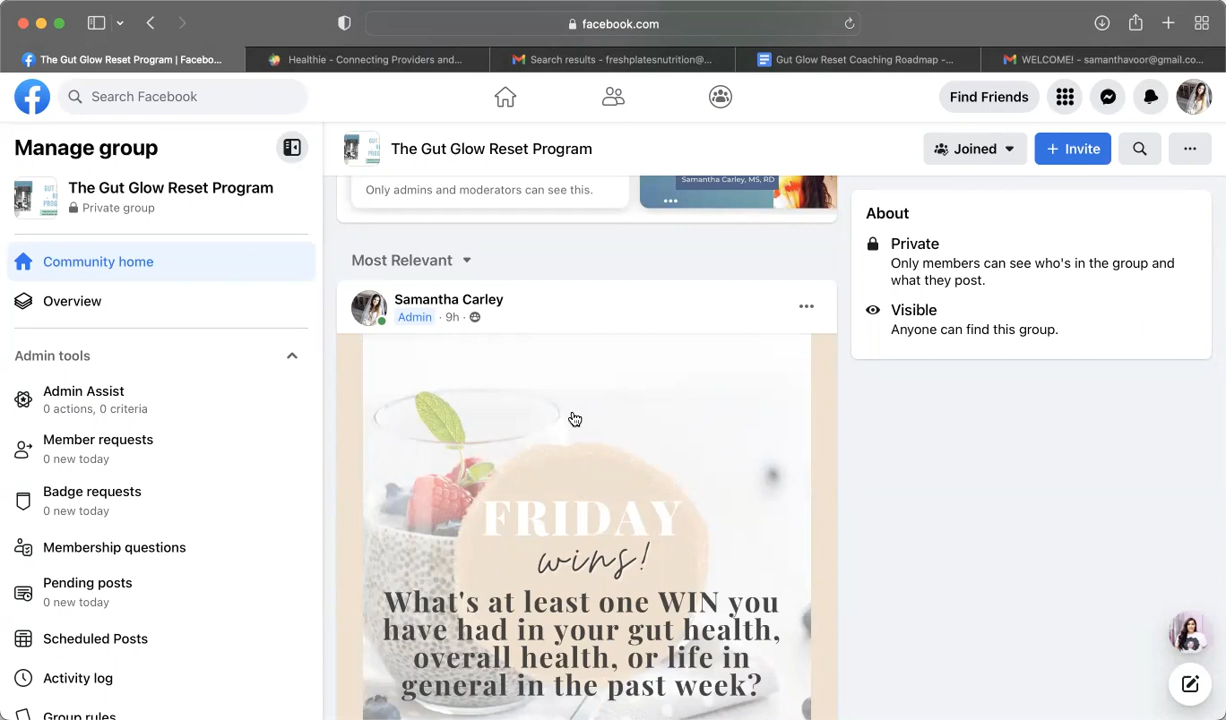 facebook.com
The Gut Glow Reset Program | Facebo...
Healthie - Connecting Providers and...
Search results - freshplatesnutrition@...
Gut Glow Reset Coaching Roadmap -...
WELCOME! - samanthavoor@gmail.co...
Search Facebook
Find Friends
Manage group
The Gut Glow Reset Program
Private group
Community home
Overview
Admin tools
Admin Assist
0 actions, 0 criteria
Member requests
0 new today
Badge requests
0 new today
Membership questions
Pending posts
0 new today
Scheduled Posts
Activity log
Group rules
The Gut Glow Reset Program
Joined
+ Invite
Only admins and moderators can see this.
Samantha Carley, MS, RD
Most Relevant
Samantha Carley
Admin · 9h ·
FRIDAY
wins!
What's at least one WIN you
have had in your gut health,
overall health, or life in
general in the past week?
About
Private
Only members can see who's in the group and
what they post.
Visible
Anyone can find this group.